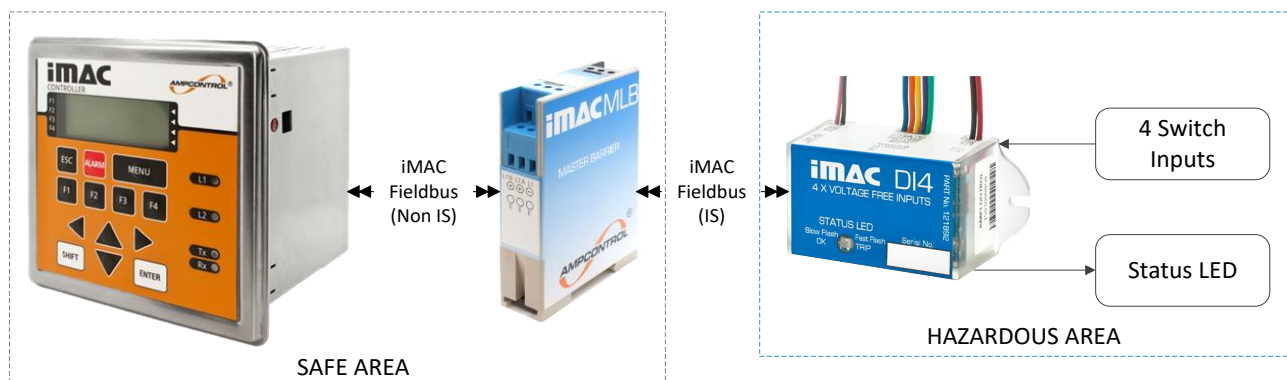 iMAC
CONTROLLER
AMPCONTROL®
F1
F2
F3
F4
ESC
ALARM
MENU
F1
F2
F3
F4
SHIFT
ENTER
L1
L2
Tx
Rx
SAFE AREA
iMAC
Fieldbus
(Non IS)
iMACMLB
MASTER BARRIER
AMPCONTROL®
iMAC
Fieldbus
(IS)
iMAC DI4
4 X VOLTAGE FREE INPUTS
PART No. 121892
STATUS LED
Slow Flash
OK
Fast Flash
TRIP
Serial No.
AMPCONTROL
HAZARDOUS AREA
4 Switch
Inputs
Status LED